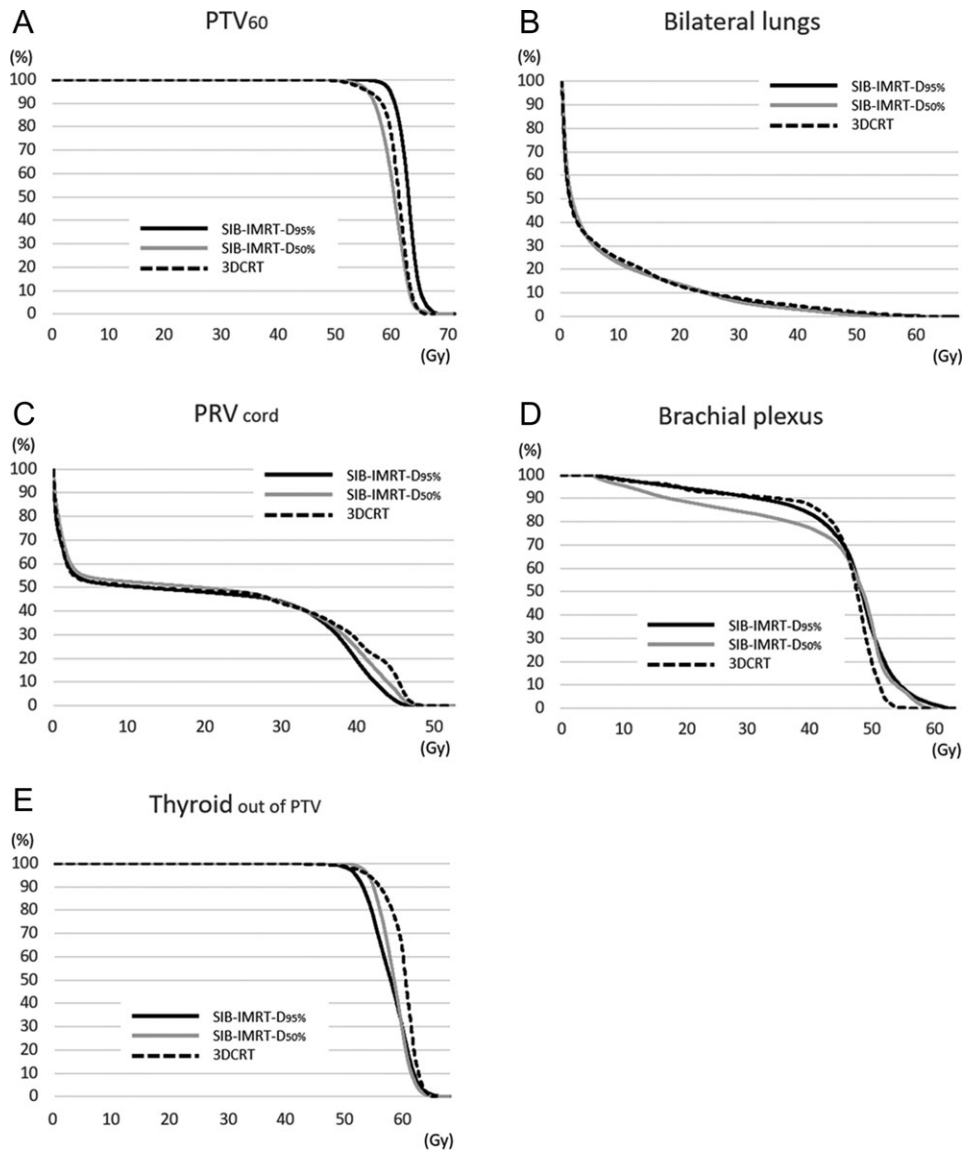 A
PTV60
(%)
100
90
80
70
60
50
40
30
20
10
0
SIB-IMRT-D95%
SIB-IMRT-D50%
3DCRT
0 10 20 30 40 50 60 70
(Gy)
B
Bilateral lungs
(%)
100
90
80
70
60
50
40
30
20
10
0
SIB-IMRT-D95%
SIB-IMRT-D50%
3DCRT
0 10 20 30 40 50 60
(Gy)
C
PRV cord
(%)
100
90
80
70
60
50
40
30
20
10
0
SIB-IMRT-D95%
SIB-IMRT-D50%
3DCRT
0 10 20 30 40 50
(Gy)
D
Brachial plexus
(%)
100
90
80
70
60
50
40
30
20
10
0
SIB-IMRT-D95%
SIB-IMRT-D50%
3DCRT
0 10 20 30 40 50 60
(Gy)
E
Thyroid out of PTV
(%)
100
90
80
70
60
50
40
30
20
10
0
SIB-IMRT-D95%
SIB-IMRT-D50%
3DCRT
0 10 20 30 40 50 60
(Gy)